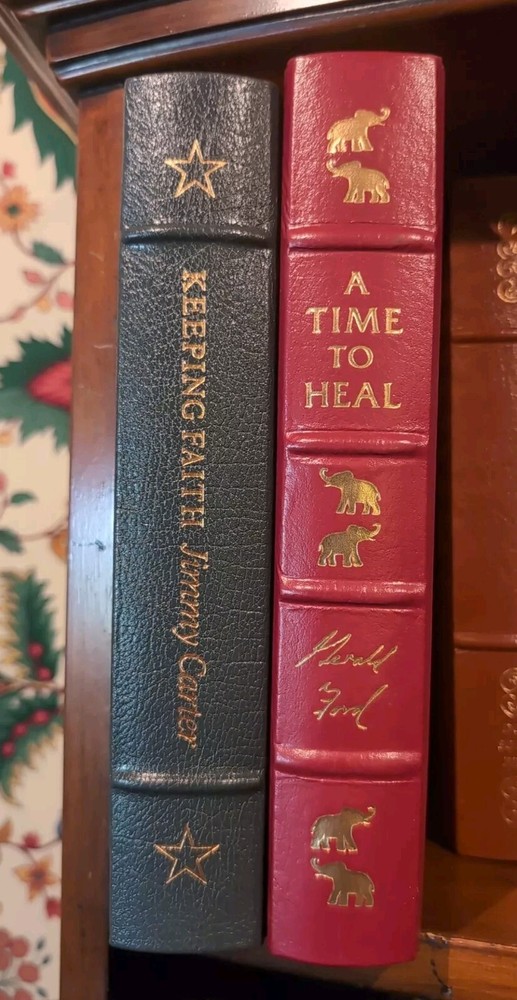 KEEPING FAITH Jimmy Carter
A
TIME
TO
HEAL
Gerald
Ford